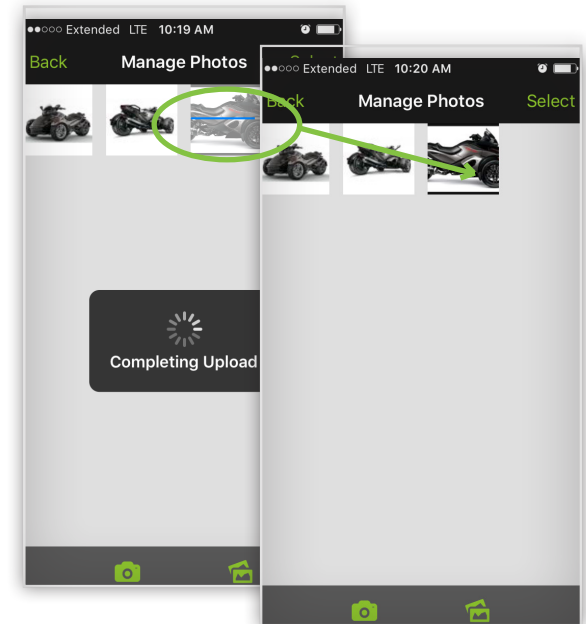 Extended LTE 10:19 AM
Back Manage Photos Select
Completing Upload
Extended LTE 10:20 AM
Back Manage Photos Select